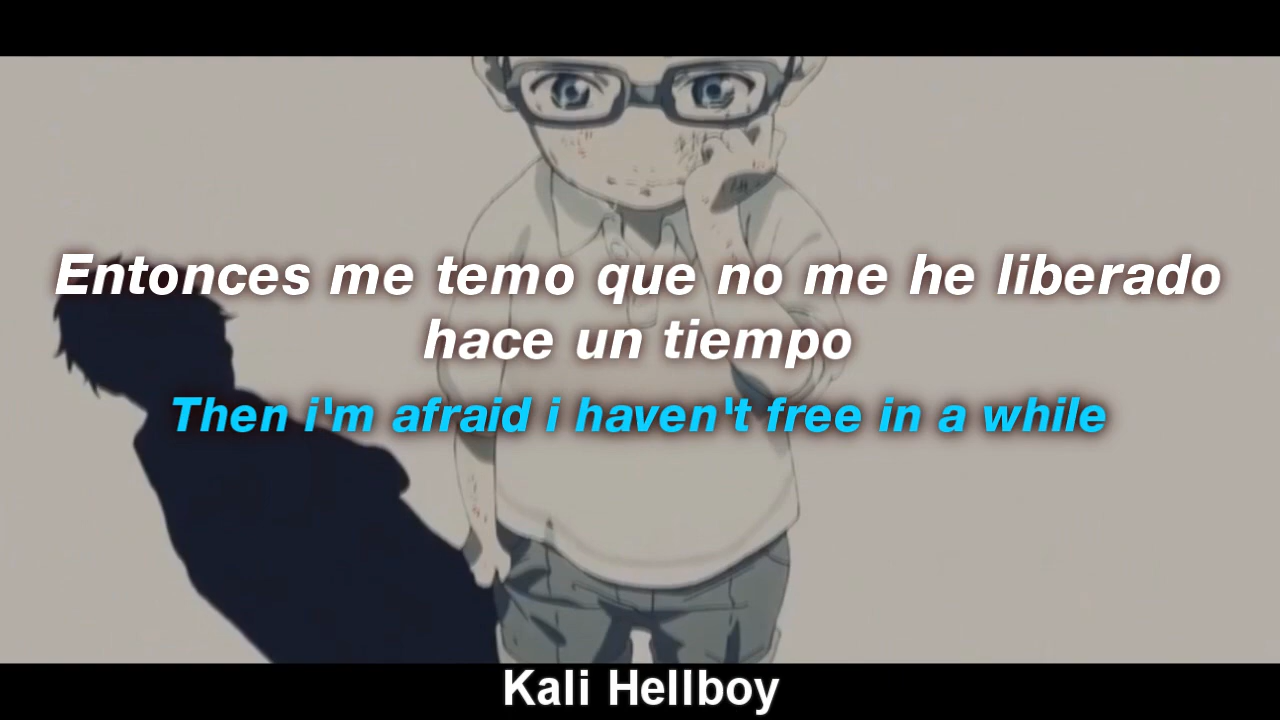 Entonces me temo que no me he liberado
hace un tiempo
Then i'm afraid i haven't free in a while
Kali Hellboy